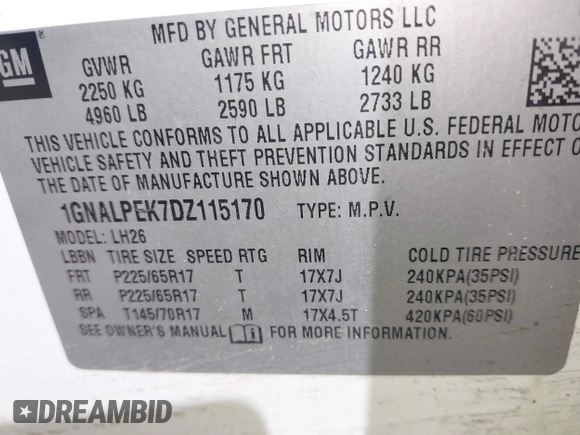 GM
MFD BY GENERAL MOTORS LLC
GVWR GAWR FRT GAWR RR
2250 KG 1175 KG 1240 KG
4960 LB 2590 LB 2733 LB
THIS VEHICLE CONFORMS TO ALL APPLICABLE U.S. FEDERAL MOTO
VEHICLE SAFETY AND THEFT PREVENTION STANDARDS IN EFFECT O
THE DATE OF MANUFACTURE SHOWN ABOVE.
1GNALPEK7DZ115170 TYPE: M.P.V.
MODEL: LH26
LBBN TIRE SIZE SPEED RTG RIM COLD TIRE PRESSURE
FRT P225/65R17 T 17X7J 240KPA(35PSI)
RR P225/65R17 T 17X7J 240KPA(35PSI)
SPA T145/70R17 M 17X4.5T 420KPA(60PSI)
SEE OWNER'S MANUAL FOR MORE INFORMATION.
DREAMBID